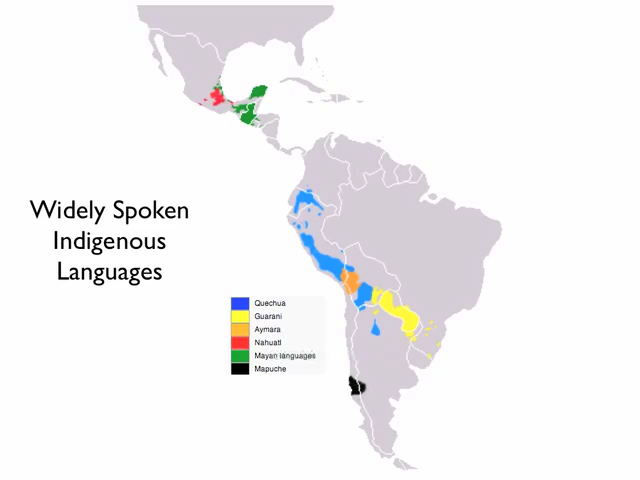 Widely Spoken
Indigenous
Languages
Quechua
Guarani
Aymara
Nahuatl
Mayan languages
Mapuche